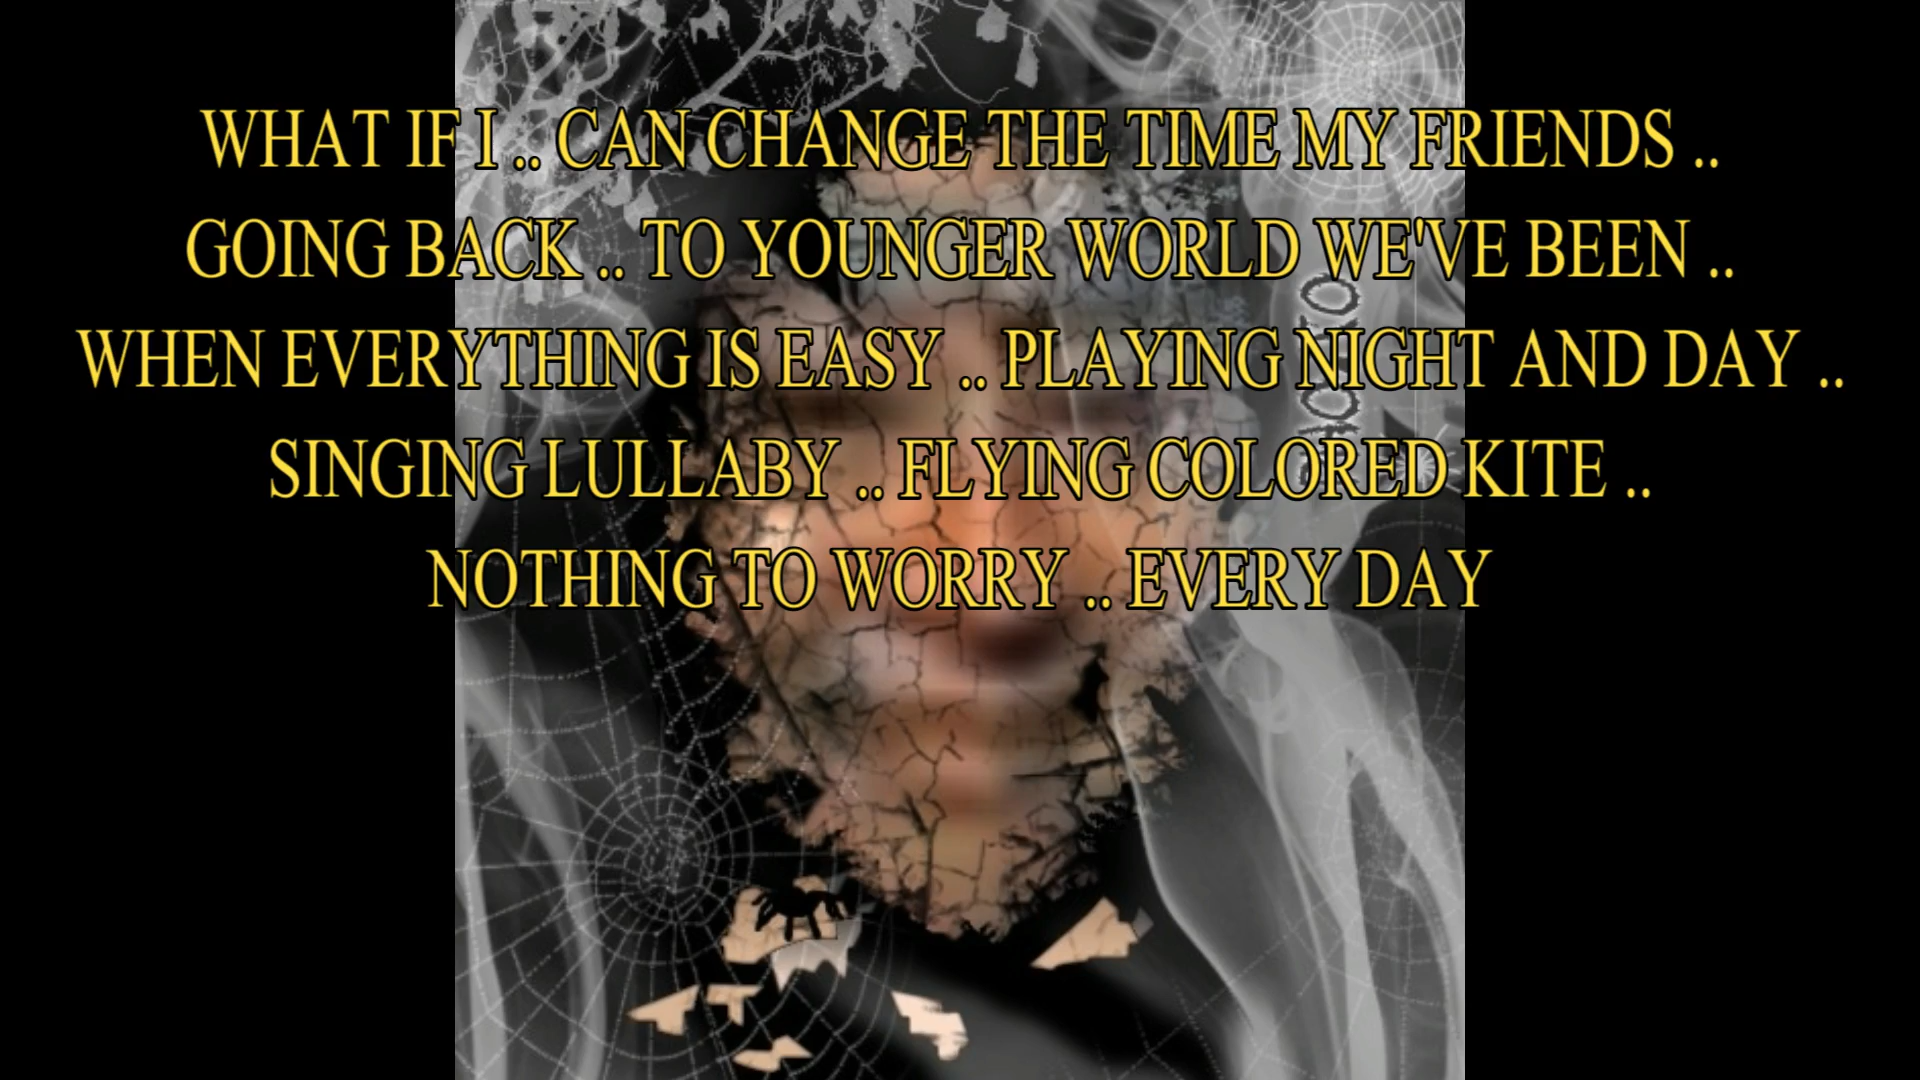 WHAT IF I .. CAN CHANGE THE TIME MY FRIENDS ..
GOING BACK .. TO YOUNGER WORLD WE'VE BEEN ..
WHEN EVERYTHING IS EASY .. PLAYING NIGHT AND DAY ..
SINGING LULLABY .. FLYING COLORED KITE ..
NOTHING TO WORRY .. EVERY DAY